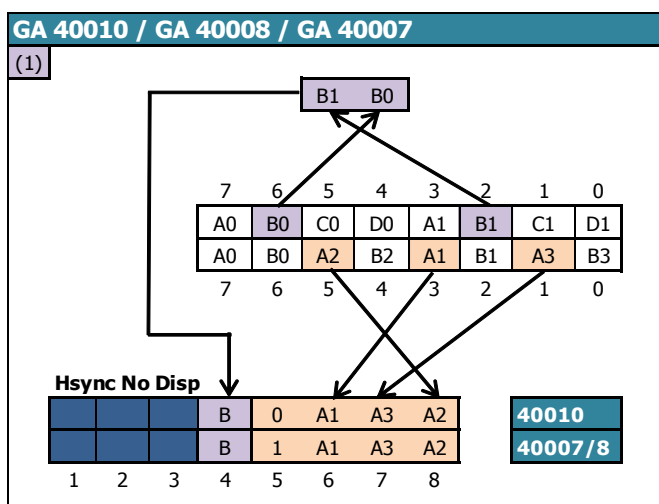 GA 40010 / GA 40008 / GA 40007
(1)
B1 B0
7 6 5 4 3 2 1 0
A0 B0 C0 D0 A1 B1 C1 D1
A0 B0 A2 B2 A1 B1 A3 B3
7 6 5 4 3 2 1 0
Hsync No Disp
B 0 A1 A3 A2 40010
B 1 A1 A3 A2 40007/8
1 2 3 4 5 6 7 8